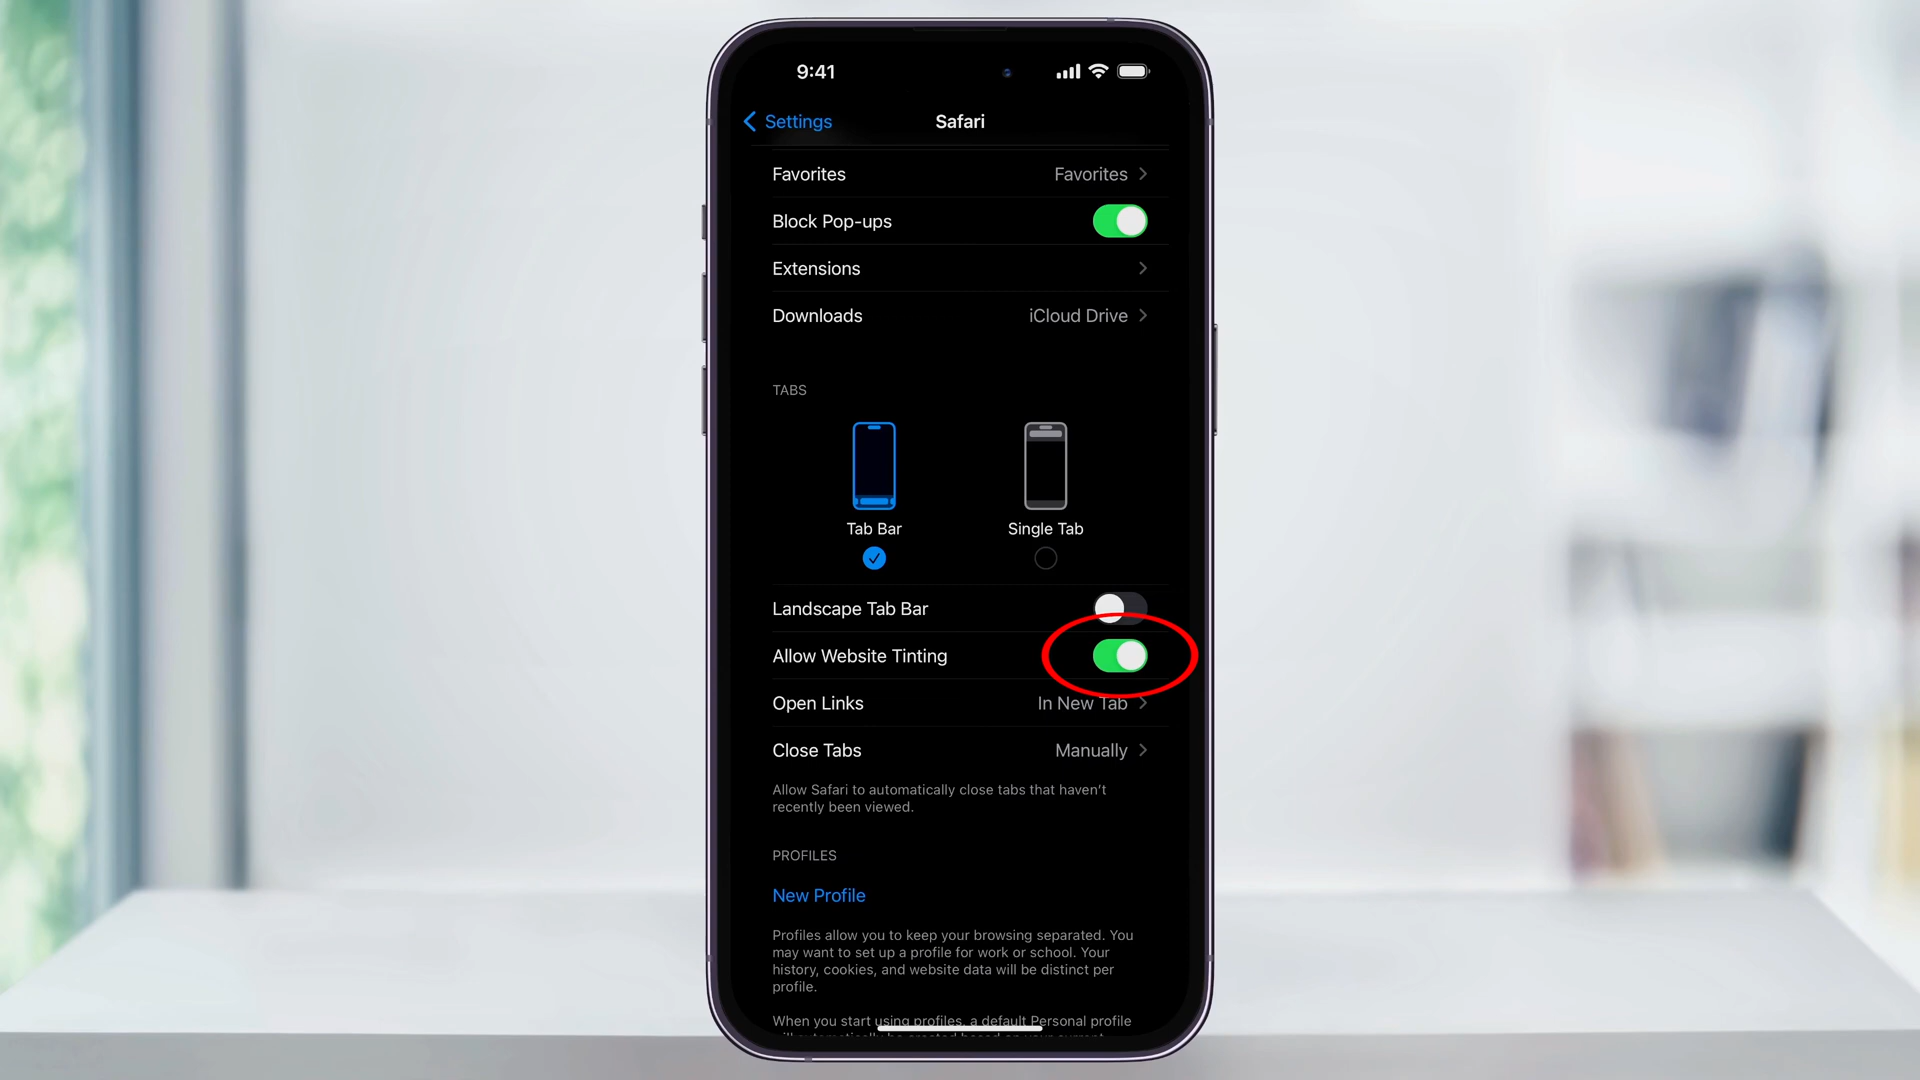 9:41
Settings
Safari
Favorites Favorites
Block Pop-ups
Extensions
Downloads iCloud Drive
TABS
Tab Bar Single Tab
Landscape Tab Bar
Allow Website Tinting
Open Links In New Tab
Close Tabs Manually
Allow Safari to automatically close tabs that haven't
recently been viewed.
PROFILES
New Profile
Profiles allow you to keep your browsing separated. You
may want to set up a profile for work or school. Your
history, cookies, and website data will be distinct per
profile.
When you start using profiles, a default Personal profile